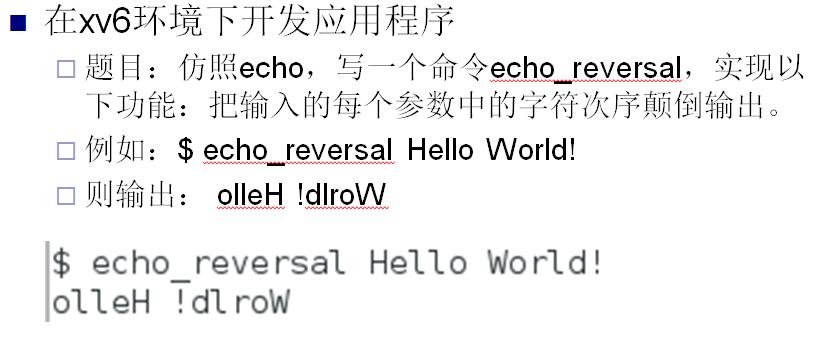 在xv6环境下开发应用程序
题目：仿照echo，写一个命令echo_reversal，实现以
下功能：把输入的每个参数中的字符次序颠倒输出。
例如：$ echo_reversal Hello World!
则输出： olleH !dlroW
$ echo_reversal Hello World!
olleH !dlroW